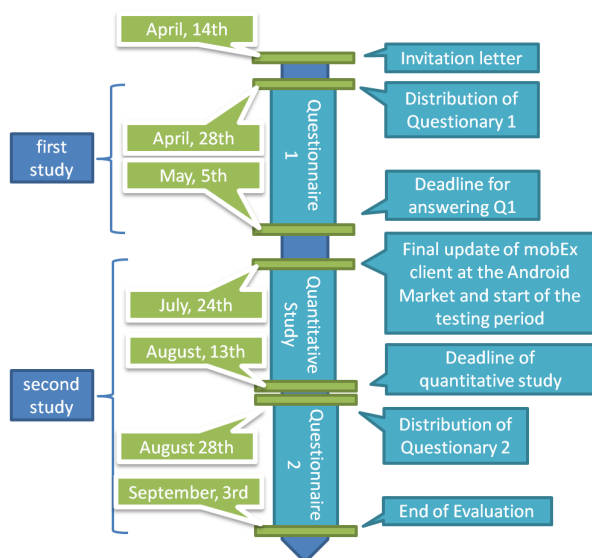 April, 14th
Invitation letter
Distribution of
Questionary 1
first
study
April,
28th
May, 5th
Questionnaire
1
Deadline for
answering Q1
Final update of mobEx
client at the Android
Market and start of the
testing period
July, 24th
Quantitative
Study
August, 13th
Deadline of
quantitative study
second
study
August 28th
Distribution of
Questionary 2
Questionnaire
2
September, 3rd
End of Evaluation